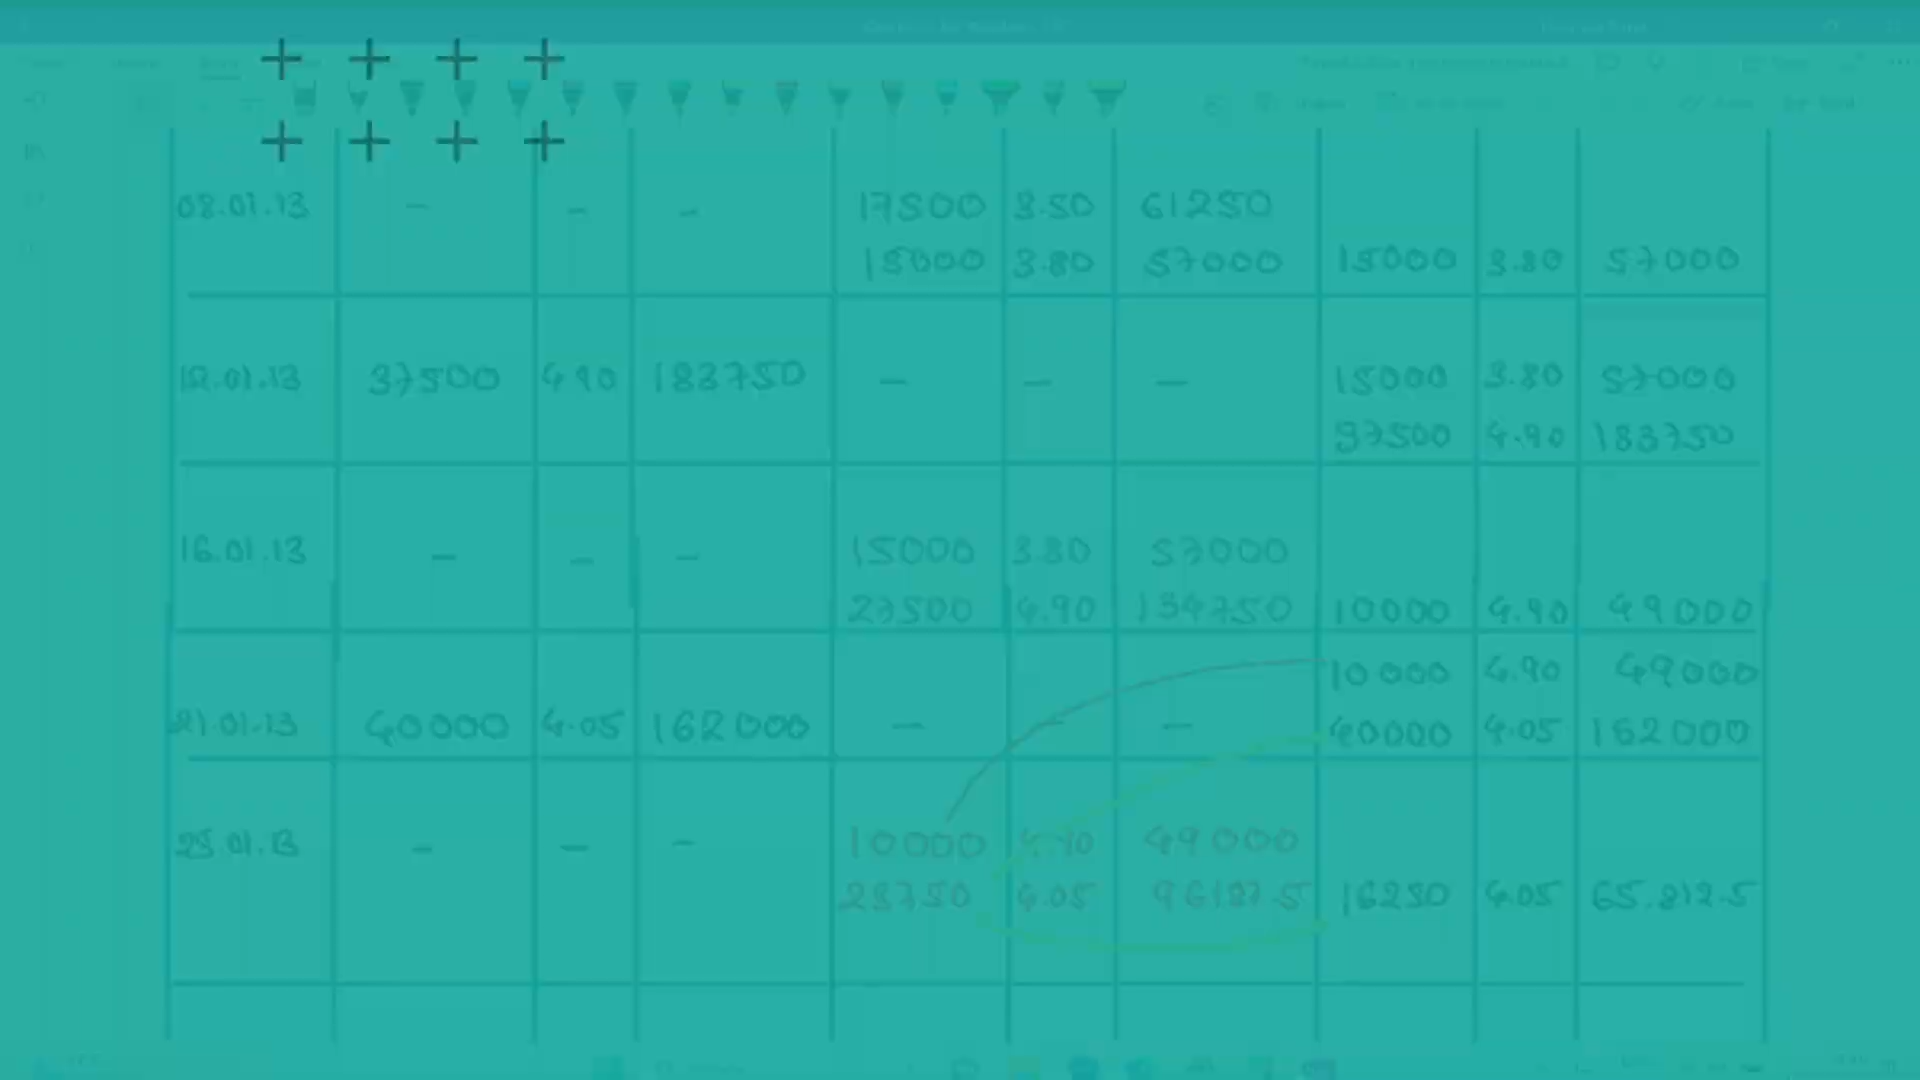 08.01.13 - - - 17500 3.50 61250
15000 3.80 57000 15000 3.80 57000
12.01.13 37500 4.90 183750 - - - 15000 3.80 57000
37500 4.90 183750
16.01.13 - - - 15000 3.80 57000
27500 4.90 134750 10000 4.90 49000
10000 4.90 49000
21.01.13 40000 4.05 162000 - - - 40000 4.05 162000
25.01.13 - - - 10000 4.90 49000
23750 4.05 96187.5 16250 4.05 65.812.5